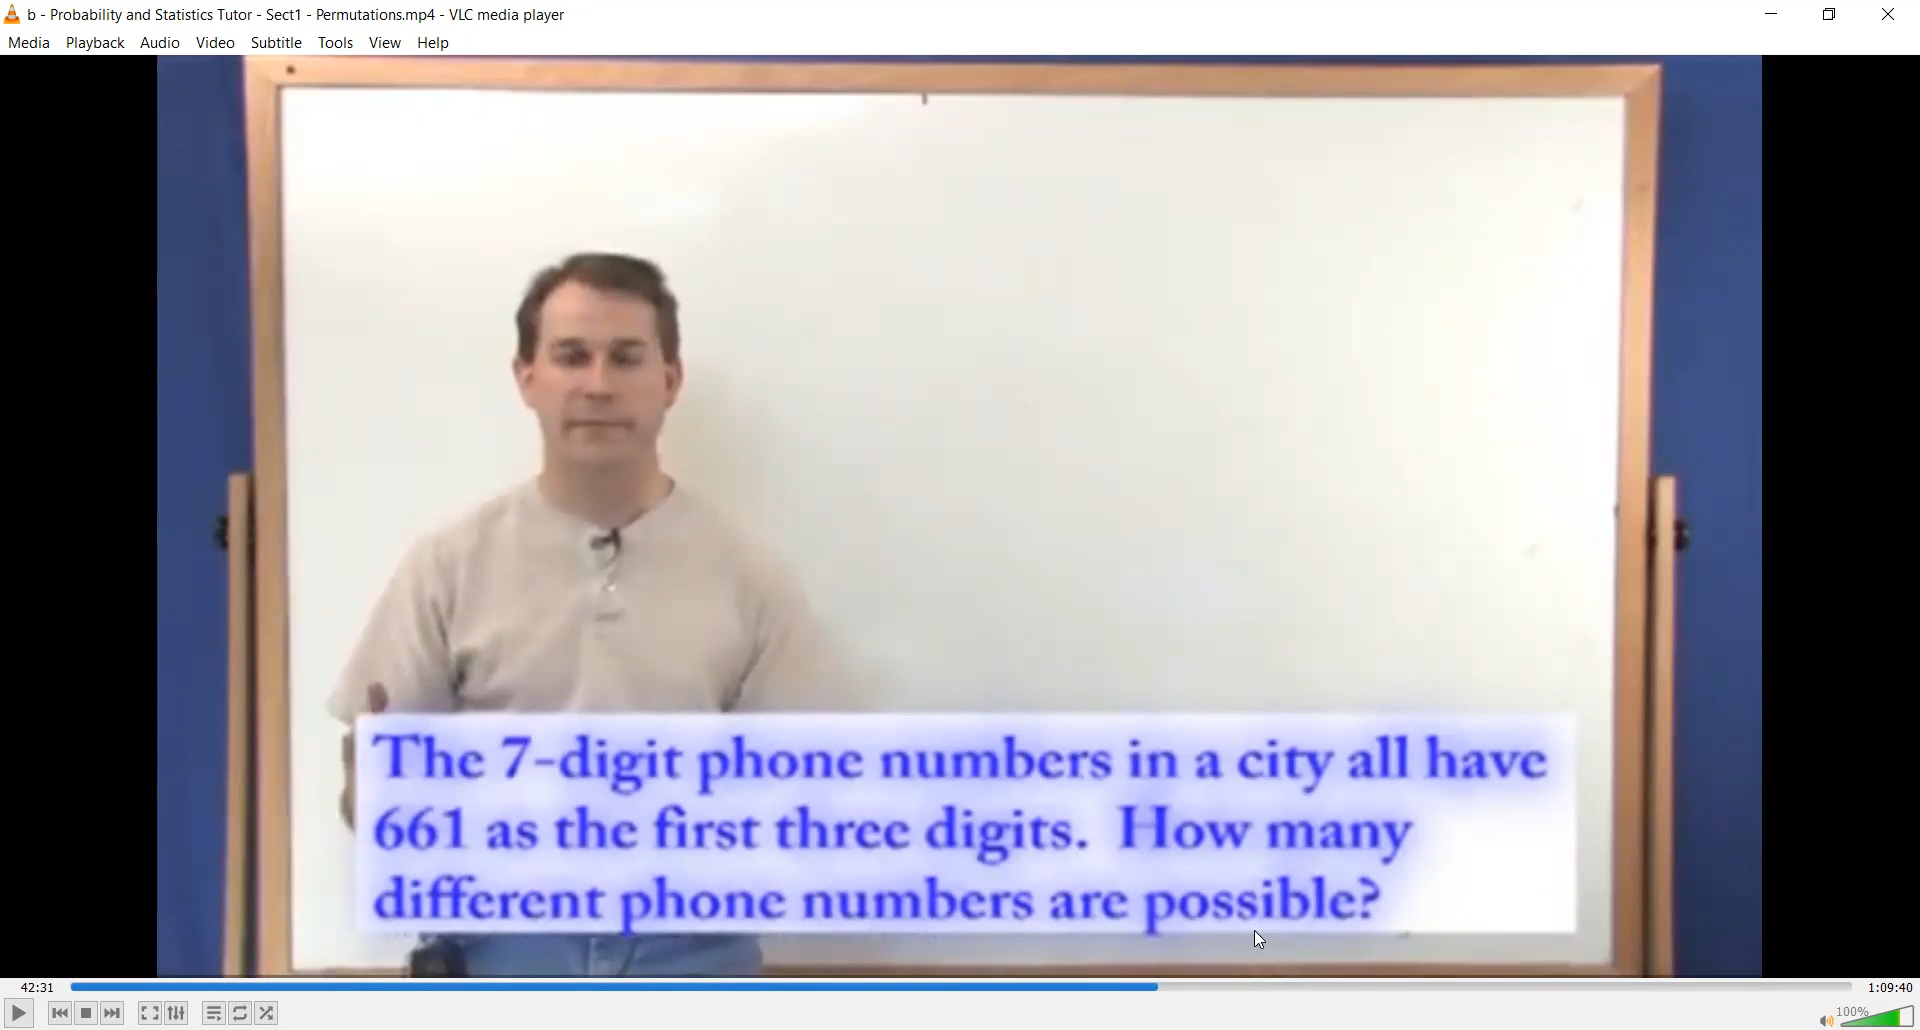 b - Probability and Statistics Tutor - Sect1 - Permutations.mp4 - VLC media player
Media Playback Audio Video Subtitle Tools View Help
The 7-digit phone numbers in a city all have
661 as the first three digits.  How many
different phone numbers are possible?
42:31 1:09:40
100%